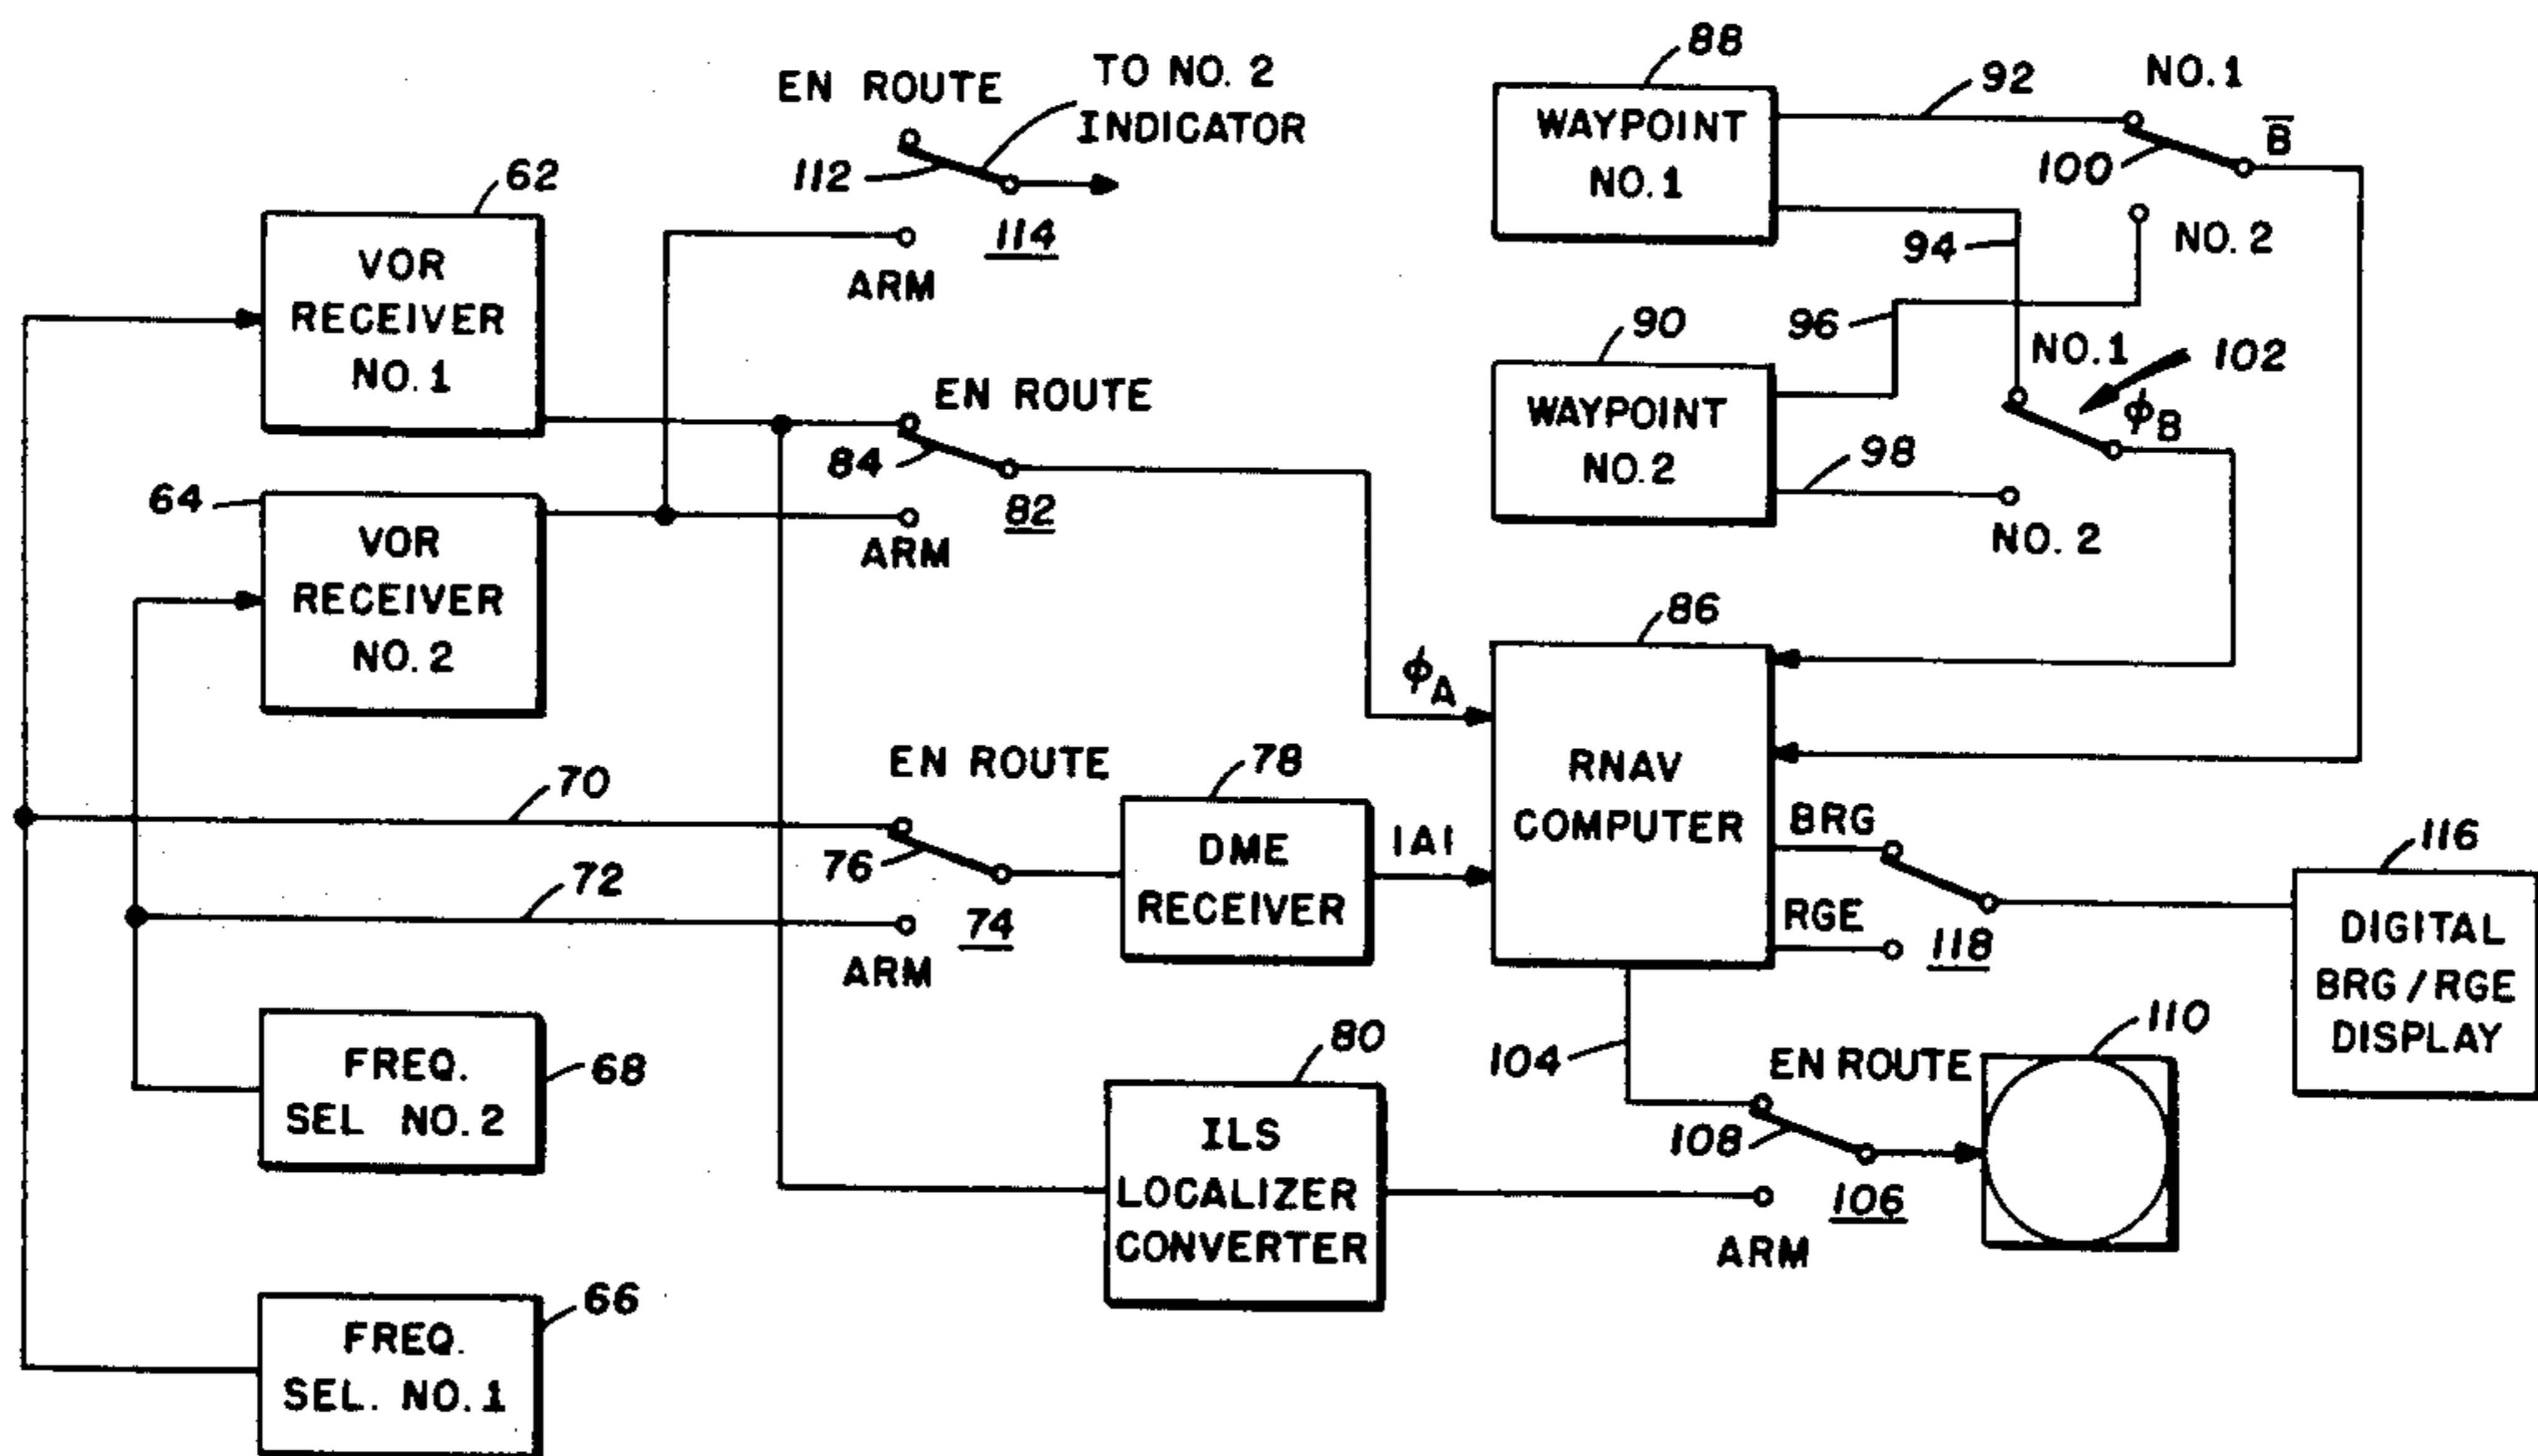 EN ROUTE
TO NO. 2
INDICATOR
112
114
ARM
62
VOR
RECEIVER
NO. 1
64
VOR
RECEIVER
NO. 2
EN ROUTE
84
82
ARM
88
WAYPOINT
NO. 1
92
NO. 1
B̅
100
NO. 2
94
96
90
WAYPOINT
NO. 2
98
NO. 1
102
ϕB
NO. 2
86
RNAV
COMPUTER
ϕA
|A|
BRG
RGE
118
116
DIGITAL
BRG / RGE
DISPLAY
70
72
EN ROUTE
76
74
ARM
78
DME
RECEIVER
104
EN ROUTE
108
106
ARM
110
80
ILS
LOCALIZER
CONVERTER
FREQ.
SEL NO. 2
68
FREQ.
SEL. NO. 1
66